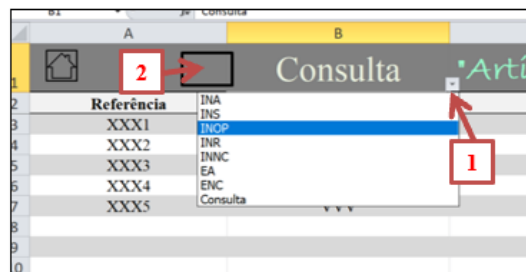 B1
Consulta
A
B
1
2
Consulta
"Artí
2
Referência
INA
3
XXX1
INS
INOP
4
XXX2
INR
1
5
XXX3
INNC
EA
6
XXX4
ENC
7
XXX5
Consulta
8
9
10